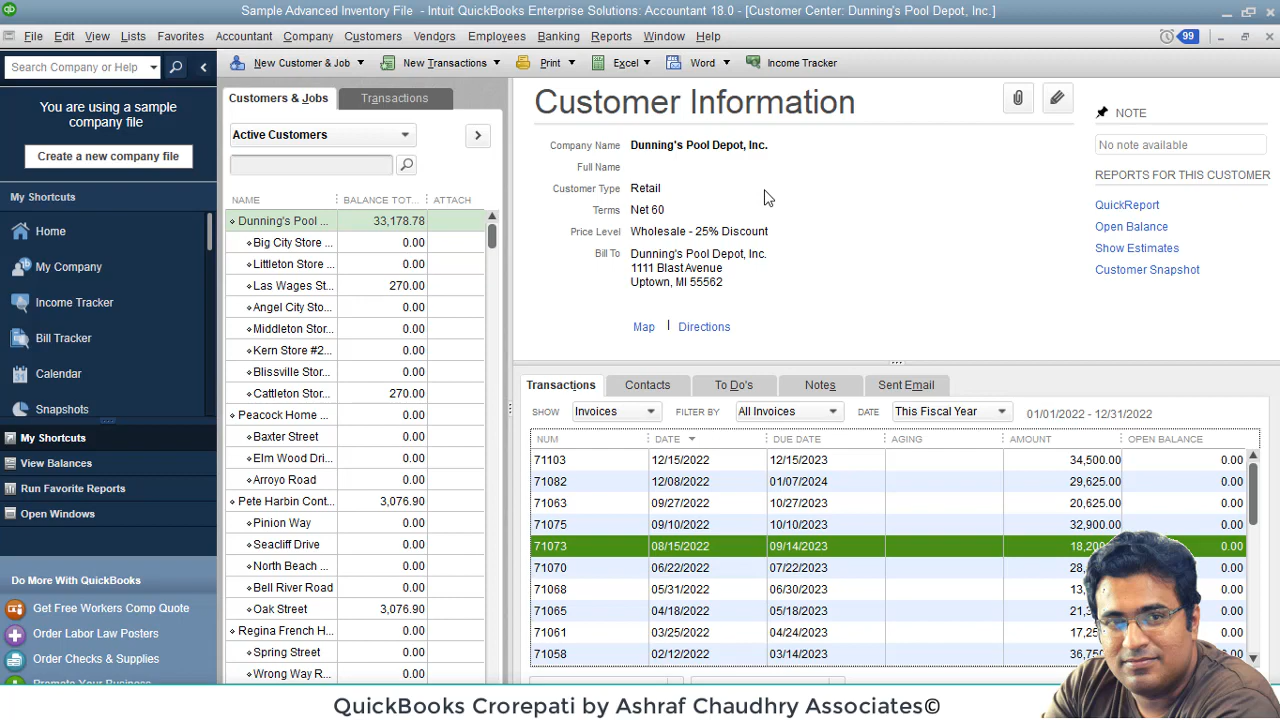 Sample Advanced Inventory File - Intuit QuickBooks Enterprise Solutions: Accountant 18.0 - [Customer Center: Dunning's Pool Depot, Inc.]
File Edit View Lists Favorites Accountant Company Customers Vendors Employees Banking Reports Window Help 99
Search Company or Help
New Customer & Job New Transactions Print Excel Word Income Tracker
You are using a sample
company file
Create a new company file
My Shortcuts
Home
My Company
Income Tracker
Bill Tracker
Calendar
Snapshots
My Shortcuts
View Balances
Run Favorite Reports
Open Windows
Do More With QuickBooks
Get Free Workers Comp Quote
Order Labor Law Posters
Order Checks & Supplies
Promote Your Business
Customers & Jobs Transactions
Active Customers
NAME BALANCE TOT... ATTACH
Dunning's Pool ... 33,178.78
Big City Store ... 0.00
Littleton Stor... 0.00
Las Wages St... 270.00
Angel City Sto... 0.00
Middleton Stor... 0.00
Kern Store #2... 0.00
Blissville Stor... 0.00
Cattleton Stor... 270.00
Peacock Home ... 0.00
Baxter Street 0.00
Elm Wood Dri... 0.00
Arroyo Road 0.00
Pete Harbin Cont... 3,076.90
Pinion Way 0.00
Seacliff Drive 0.00
North Beach ... 0.00
Bell River Road 0.00
Oak Street 3,076.90
Regina French H... 0.00
Spring Street 0.00
Wrong Way R... 0.00
Customer Information
Company Name Dunning's Pool Depot, Inc.
Full Name
Customer Type Retail
Terms Net 60
Price Level Wholesale - 25% Discount
Bill To Dunning's Pool Depot, Inc.
1111 Blast Avenue
Uptown, MI 55562
Map | Directions
NOTE
No note available
REPORTS FOR THIS CUSTOMER
QuickReport
Open Balance
Show Estimates
Customer Snapshot
Transactions Contacts To Do's Notes Sent Email
SHOW Invoices FILTER BY All Invoices DATE This Fiscal Year 01/01/2022 - 12/31/2022
NUM DATE DUE DATE AGING AMOUNT OPEN BALANCE
71103 12/15/2022 12/15/2023 34,500.00 0.00
71082 12/08/2022 01/07/2024 29,625.00 0.00
71063 09/27/2022 10/27/2023 26,625.00 0.00
71075 09/10/2022 10/10/2023 32,900.00 0.00
71073 08/15/2022 09/14/2023 18,200 0.00
71070 06/22/2022 07/22/2023 28, 0.00
71068 05/31/2022 06/30/2023 13, 0.00
71065 04/18/2022 05/18/2023 21,3 0.00
71061 03/25/2022 04/24/2023 17,25 0.00
71058 02/12/2022 03/14/2023 36,750 0.00
QuickBooks Crorepati by Ashraf Chaudhry Associates©